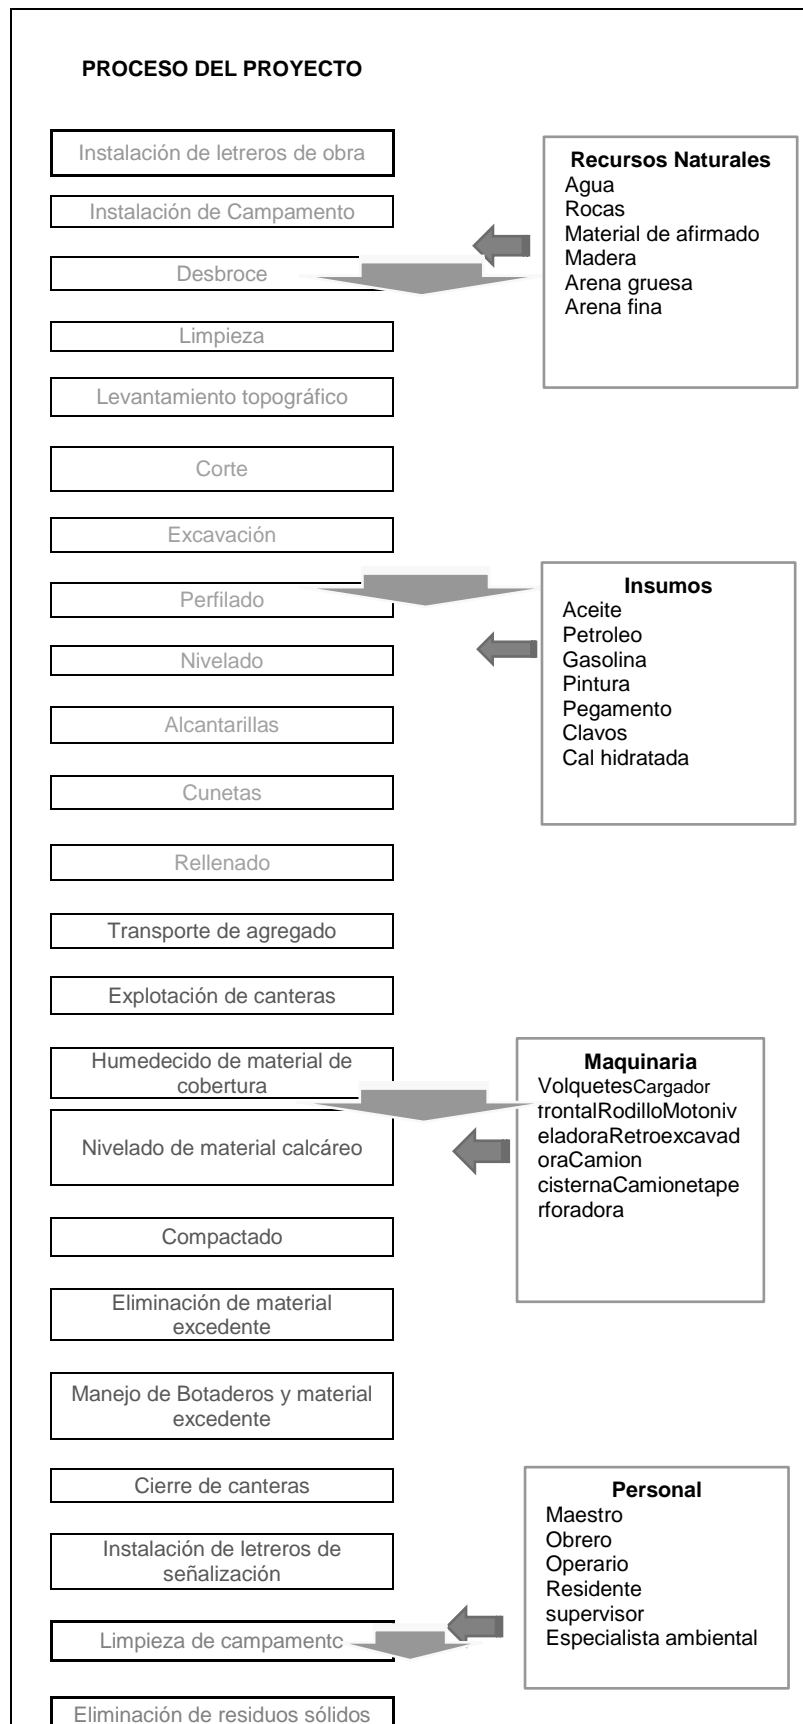 PROCESO DEL PROYECTO
Instalación de letreros de obra
Instalación de Campamento
Desbroce
Limpieza
Levantamiento topográfico
Corte
Excavación
Perfilado
Nivelado
Alcantarillas
Cunetas
Rellenado
Transporte de agregado
Explotación de canteras
Humedecido de material de
cobertura
Nivelado de material calcáreo
Compactado
Eliminación de material
excedente
Manejo de Botaderos y material
excedente
Cierre de canteras
Instalación de letreros de
señalización
Limpieza de campamento
Eliminación de residuos sólidos
Recursos Naturales
Agua
Rocas
Material de afirmado
Madera
Arena gruesa
Arena fina
Insumos
Aceite
Petroleo
Gasolina
Pintura
Pegamento
Clavos
Cal hidratada
Maquinaria
VolquetesCargador
frontalRodilloMotoniv
eladoraRetroexcavad
oraCamion
cisternaCamionetape
rforadora
Personal
Maestro
Obrero
Operario
Residente
supervisor
Especialista ambiental